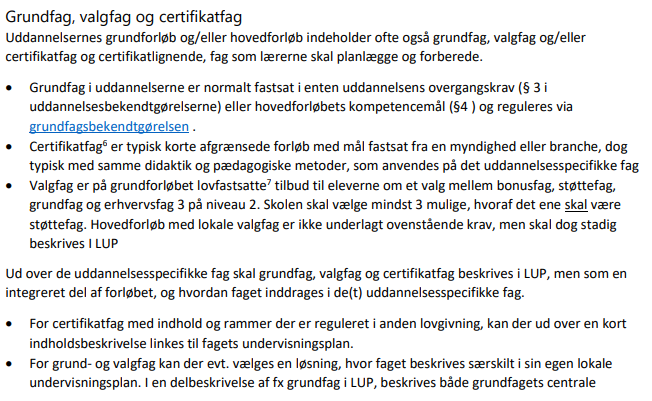 Grundfag, valgfag og certifikatfag
Uddannelsernes grundforløb og/eller hovedforløb indeholder ofte også grundfag, valgfag og/eller
certifikatfag og certifikatlignende, fag som lærerne skal planlægge og forberede.
• Grundfag i uddannelserne er normalt fastsat i enten uddannelsens overgangskrav (§ 3 i
uddannelsesbekendtgørelserne) eller hovedforløbets kompetencemål (§4 ) og reguleres via
grundfagsbekendtgørelsen .
• Certifikatfag⁶ er typisk korte afgrænsede forløb med mål fastsat fra en myndighed eller branche, dog
typisk med samme didaktik og pædagogiske metoder, som anvendes på det uddannelsesspecifikke fag
• Valgfag er på grundforløbet lovfastsatte⁷ tilbud til eleverne om et valg mellem bonusfag, støttefag,
grundfag og erhvervsfag 3 på niveau 2. Skolen skal vælge mindst 3 mulige, hvoraf det ene skal være
støttefag. Hovedforløb med lokale valgfag er ikke underlagt ovenstående krav, men skal dog stadig
beskrives I LUP
Ud over de uddannelsesspecifikke fag skal grundfag, valgfag og certifikatfag beskrives i LUP, men som en
integreret del af forløbet, og hvordan faget inddrages i de(t) uddannelsesspecifikke fag.
• For certifikatfag med indhold og rammer der er reguleret i anden lovgivning, kan der ud over en kort
indholdsbeskrivelse linkes til fagets undervisningsplan.
• For grund- og valgfag kan der evt. vælges en løsning, hvor faget beskrives særskilt i sin egen lokale
undervisningsplan. I en delbeskrivelse af fx grundfag i LUP, beskrives både grundfagets centrale